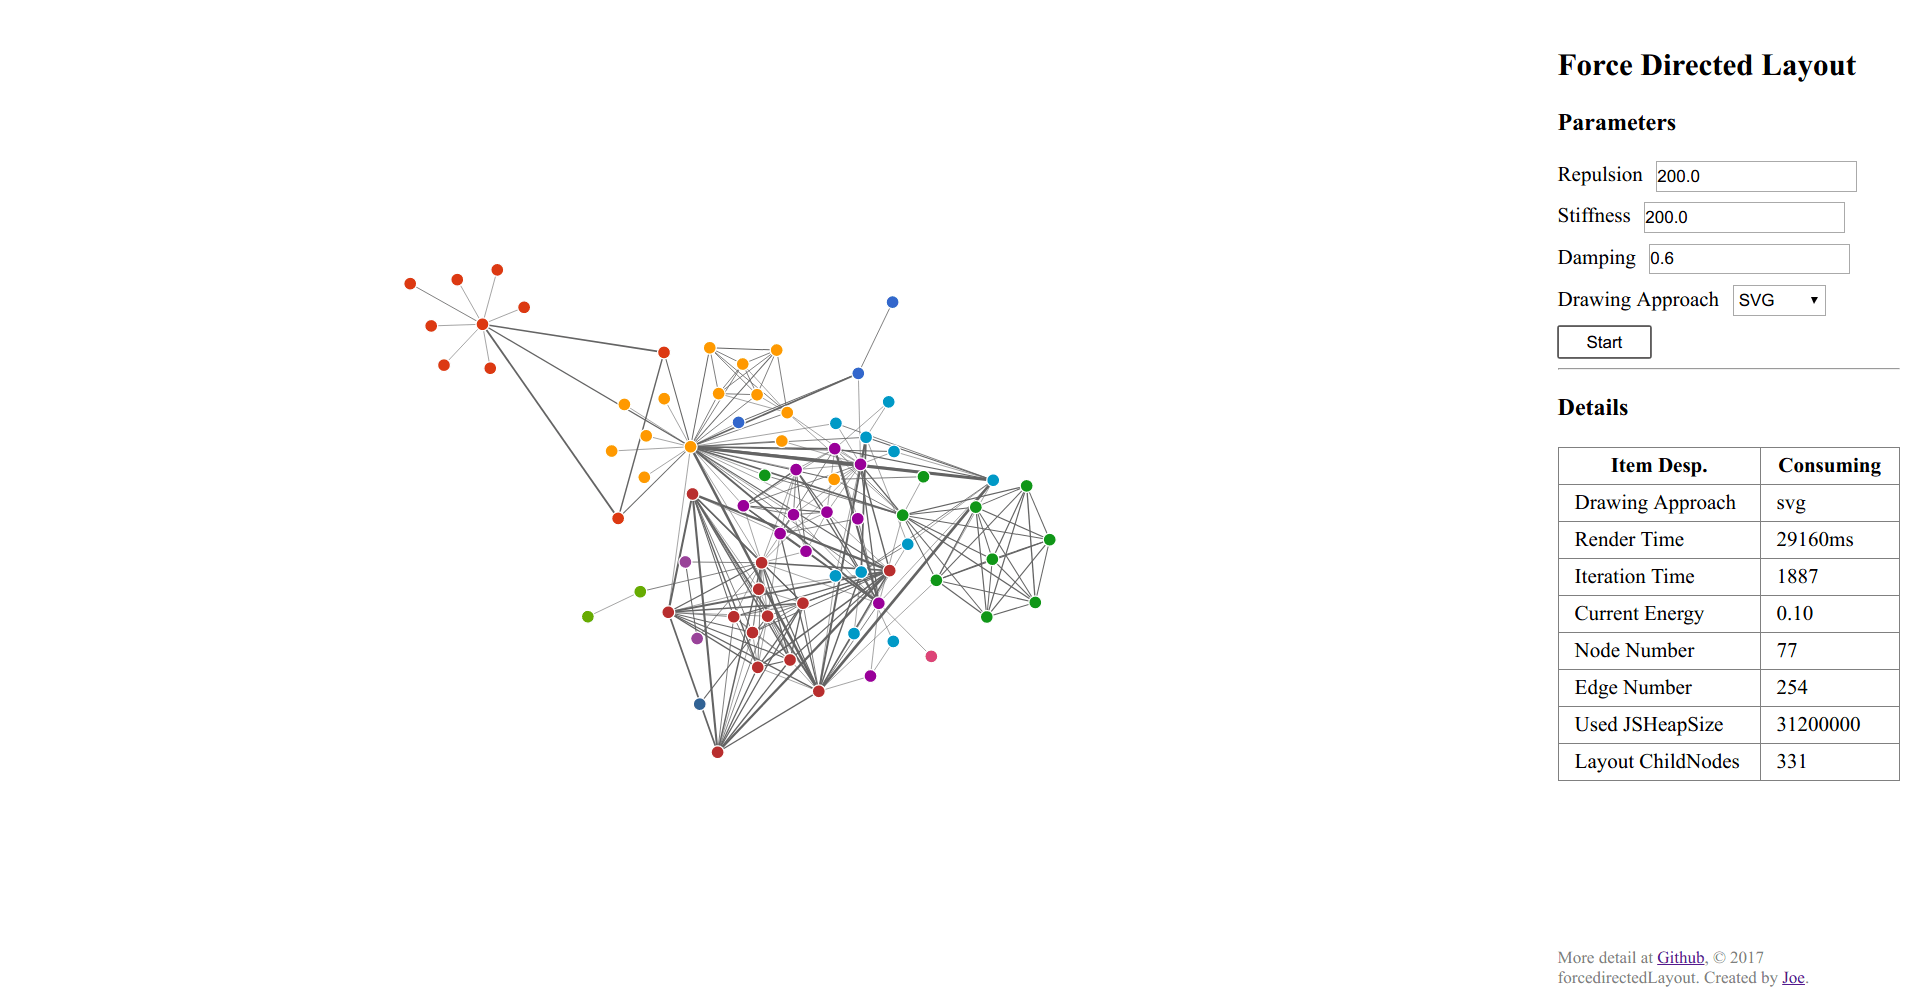 Force Directed Layout
Parameters
Repulsion 200.0
Stiffness 200.0
Damping 0.6
Drawing Approach SVG
Start
Details
Item Desp. Consuming
Drawing Approach svg
Render Time 29160ms
Iteration Time 1887
Current Energy 0.10
Node Number 77
Edge Number 254
Used JSHeapSize 31200000
Layout ChildNodes 331
More detail at Github, © 2017
forcedirectedLayout. Created by Joe.